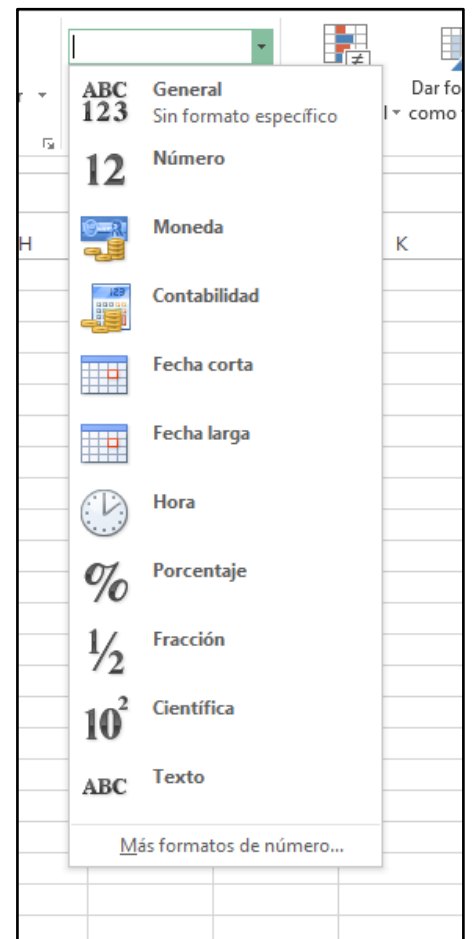 ≠
r
Dar fo
l como
H
K
ABC
123
General
Sin formato específico
12
Número
Moneda
123
Contabilidad
Fecha corta
Fecha larga
Hora
%
Porcentaje
½
Fracción
10²
Científica
ABC
Texto
Más formatos de número...